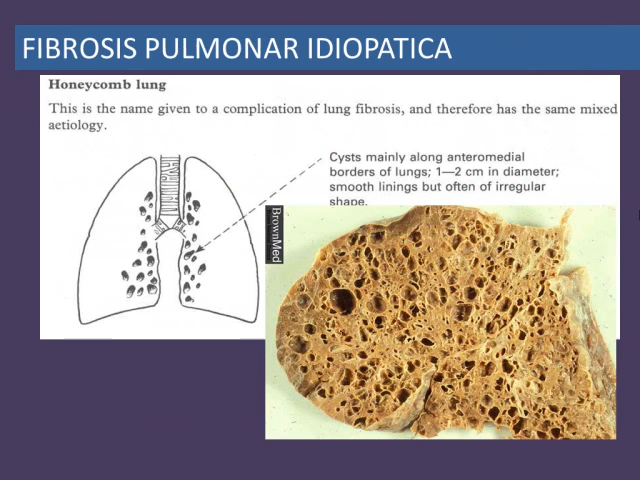 FIBROSIS PULMONAR IDIOPATICA
Honeycomb lung
This is the name given to a complication of lung fibrosis, and therefore has the same mixed
aetiology.
Cysts mainly along anteromedial
borders of lungs; 1—2 cm in diameter;
smooth linings but often of irregular
shape.
BrownMed